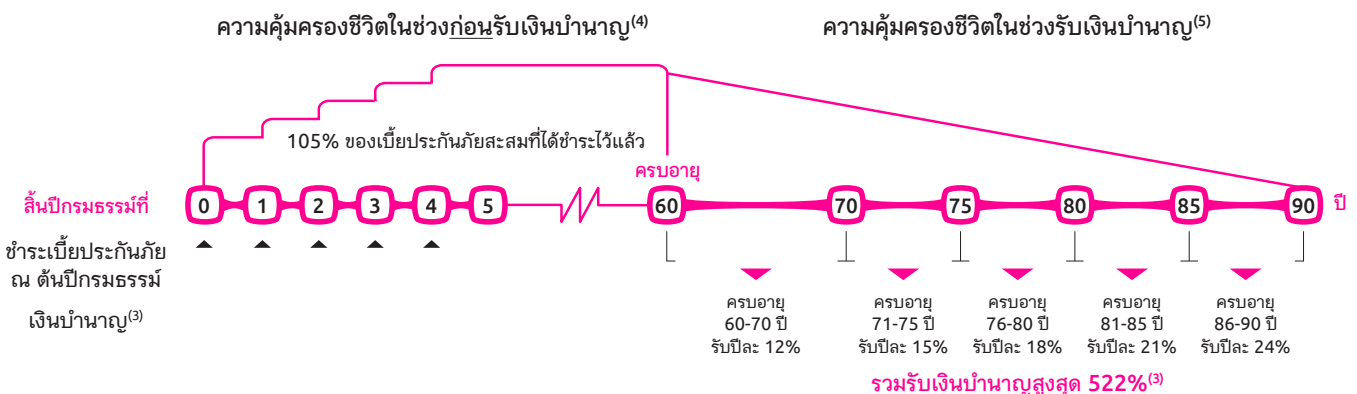 ความคุ้มครองชีวิตในช่วงก่อนรับเงินบำนาญ(4)
ความคุ้มครองชีวิตในช่วงรับเงินบำนาญ(5)
105% ของเบี้ยประกันภัยสะสมที่ได้ชำระไว้แล้ว
ครบอายุ
สิ้นปีกรมธรรม์ที่ 0 1 2 3 4 5 60 70 75 80 85 90 ปี
ชำระเบี้ยประกันภัย
ณ ต้นปีกรมธรรม์
เงินบำนาญ(3)
ครบอายุ
60-70 ปี
รับปีละ 12%
ครบอายุ
71-75 ปี
รับปีละ 15%
ครบอายุ
76-80 ปี
รับปีละ 18%
ครบอายุ
81-85 ปี
รับปีละ 21%
ครบอายุ
86-90 ปี
รับปีละ 24%
รวมรับเงินบำนาญสูงสุด 522%(3)